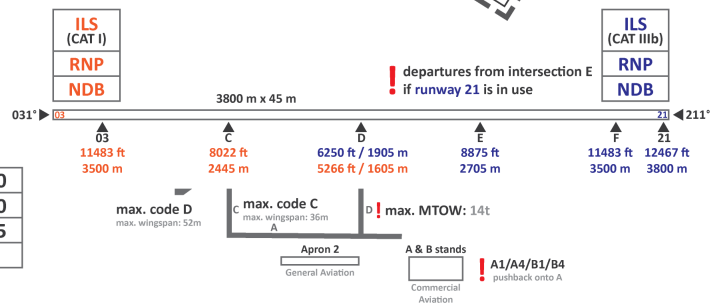 ILS
(CAT I)
RNP
NDB
ILS
(CAT IIIb)
RNP
NDB
! departures from intersection E
if runway 21 is in use
3800 m x 45 m
031°
03
21
211°
03
C
D
E
F
21
11483 ft
8022 ft
6250 ft / 1905 m
8875 ft
11483 ft
12467 ft
3500 m
2445 m
5266 ft / 1605 m
2705 m
3500 m
3800 m
0
0
5
max. code D
max. wingspan: 52m
C
max. code C
max. wingspan: 36m
A
D
! max. MTOW: 14t
Apron 2
General Aviation
A & B stands
Commercial
Aviation
! A1/A4/B1/B4
pushback onto A